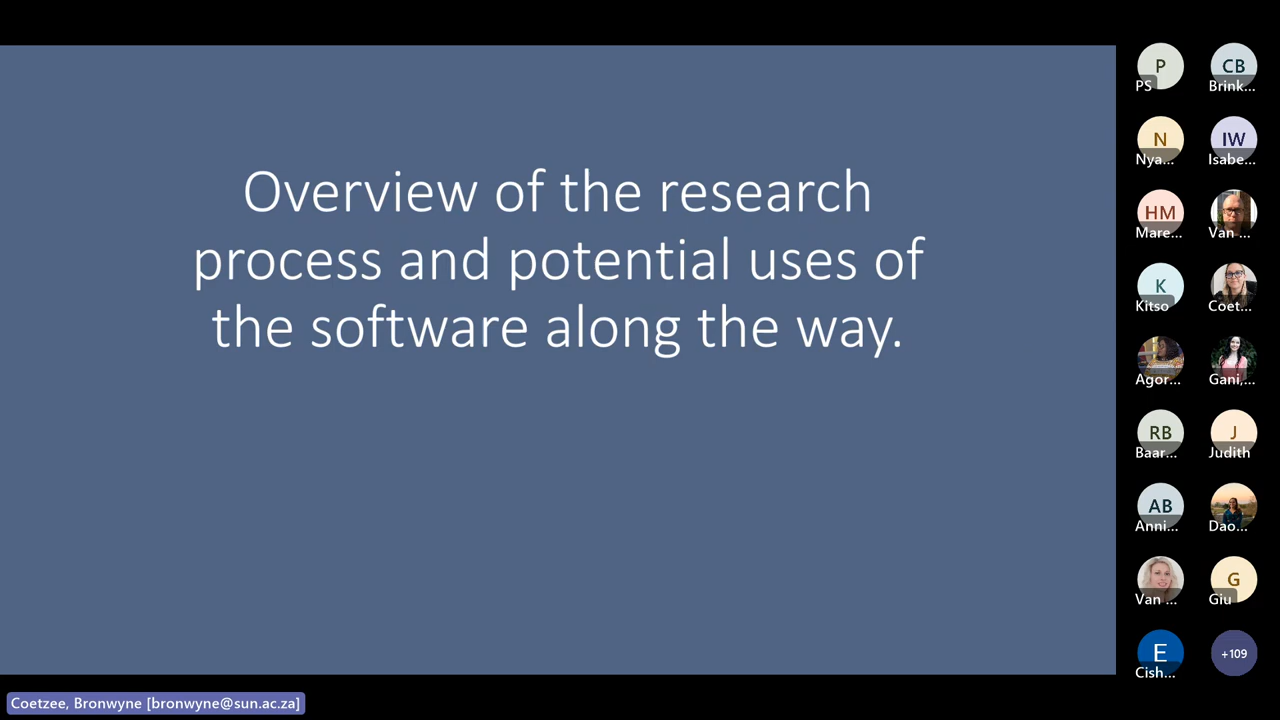 Overview of the research
process and potential uses of
the software along the way.
P
PS
CB
Brink...
N
Nya...
IW
Isabe...
HM
Mare...
Van ...
K
Kitso
Coet...
Agor...
Gani,...
RB
Baar...
J
Judith
AB
Anni...
Dao...
Van ...
G
Giu
E
Cish...
+109
Coetzee, Bronwyne [bronwyne@sun.ac.za]